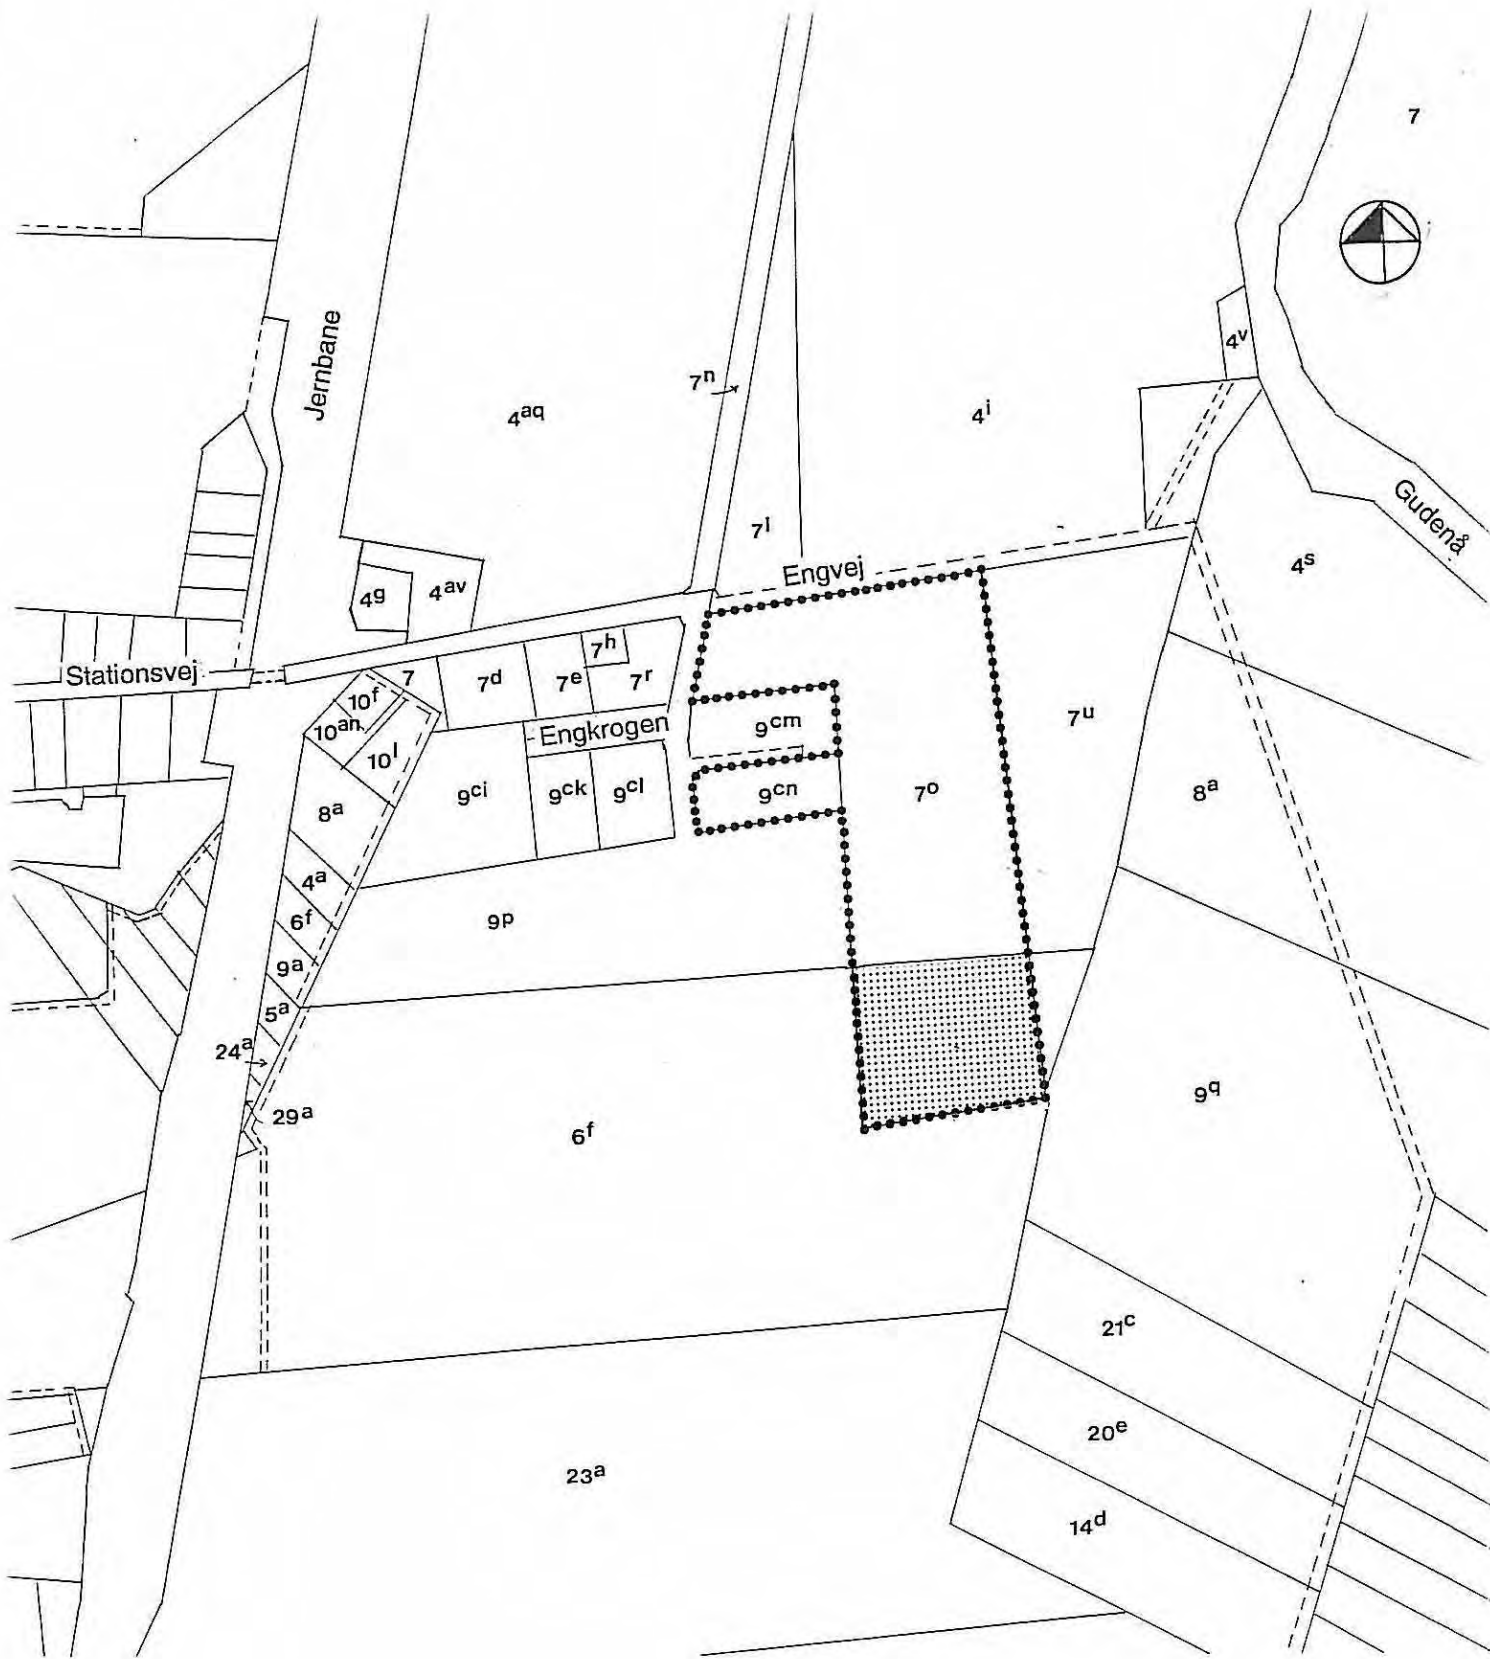 7
Jernbane
4v
7n
4aq
4i
Gudenå
7l
4s
Engvej
4g
4av
7h
Stationsvej
7
7d
7e
7r
10f
7u
10an
9cm
Engkrogen
10l
9ci
9ck
9cl
9cn
7o
8a
8a
4a
6f
9p
9a
5a
24a
9q
29a
6f
21c
20e
23a
14d